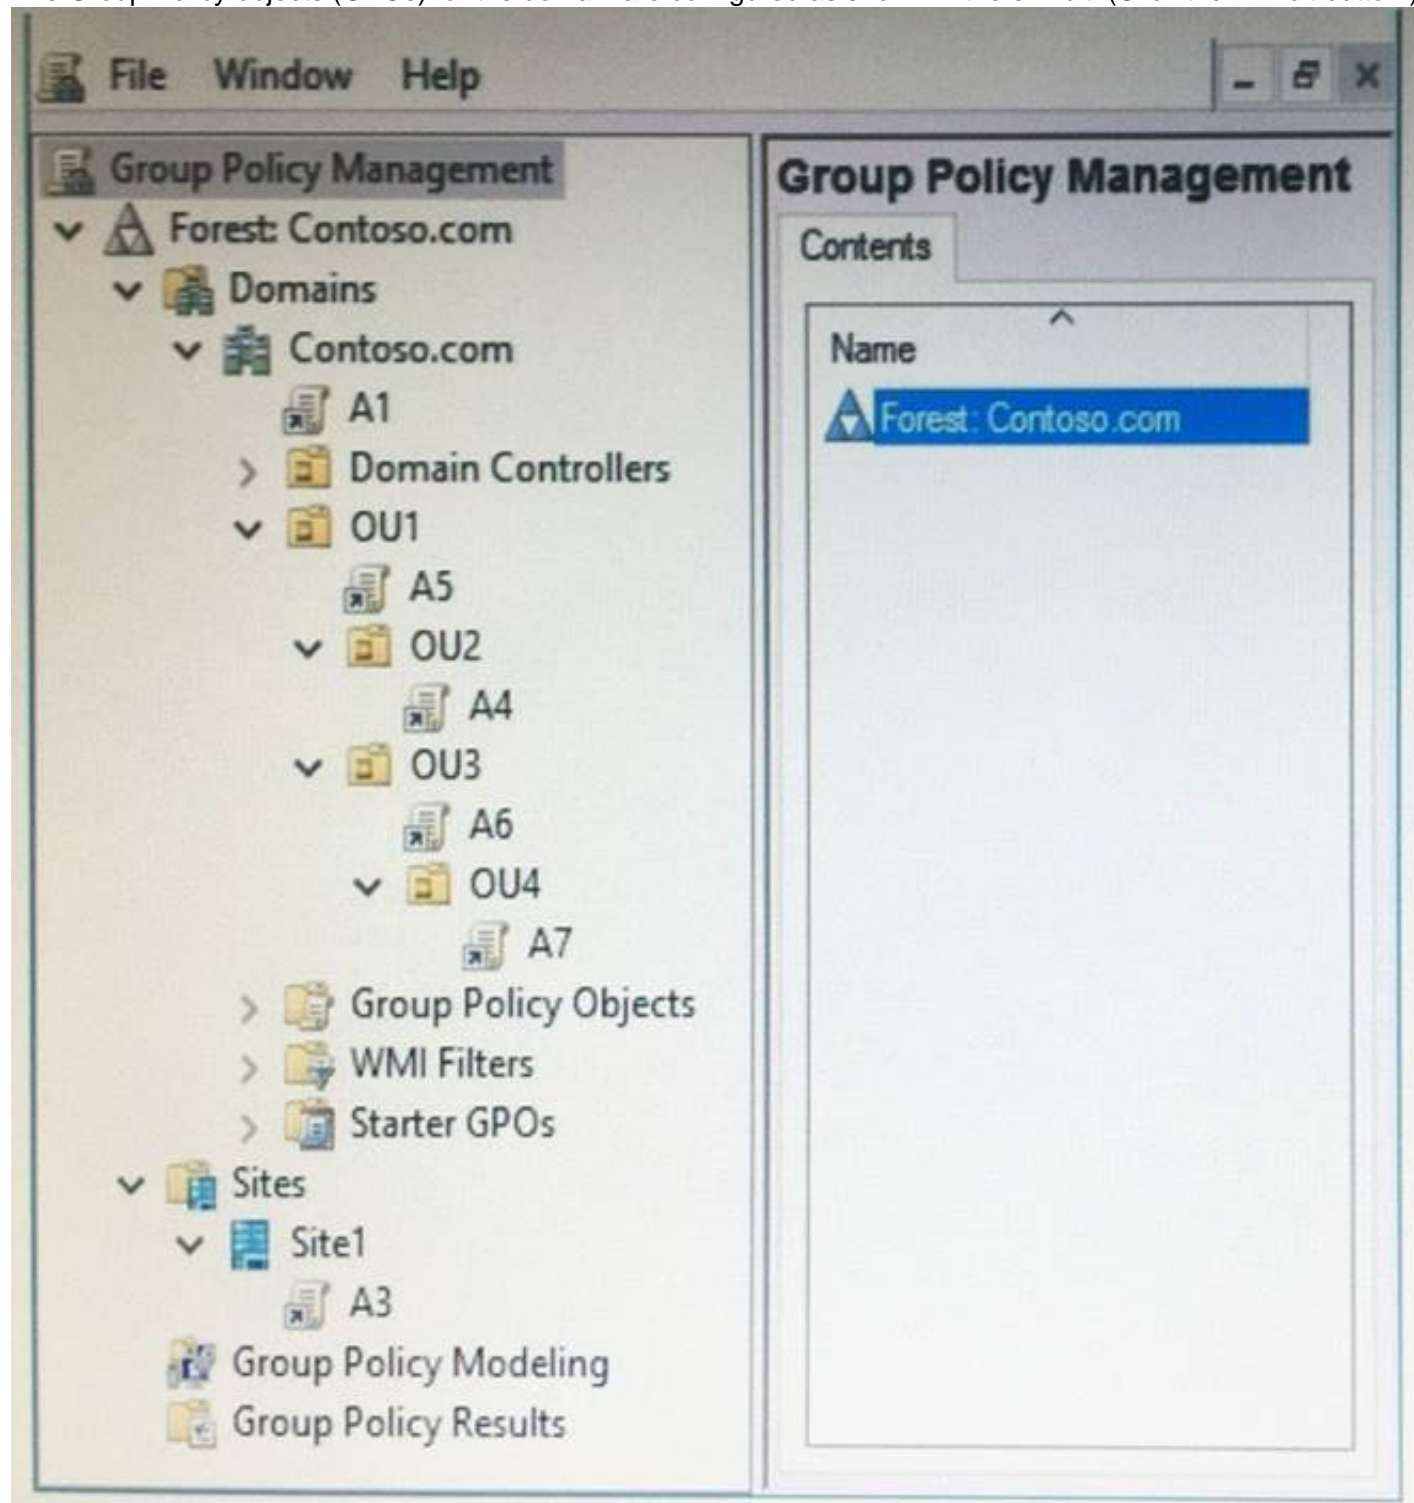 File Window Help
Group Policy Management
Forest: Contoso.com
Domains
Contoso.com
A1
Domain Controllers
OU1
A5
OU2
A4
OU3
A6
OU4
A7
Group Policy Objects
WMI Filters
Starter GPOs
Sites
Site1
A3
Group Policy Modeling
Group Policy Results
Group Policy Management
Contents
Name
Forest: Contoso.com